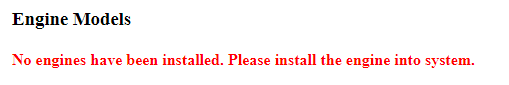 Engine Models
No engines have been installed. Please install the engine into system.